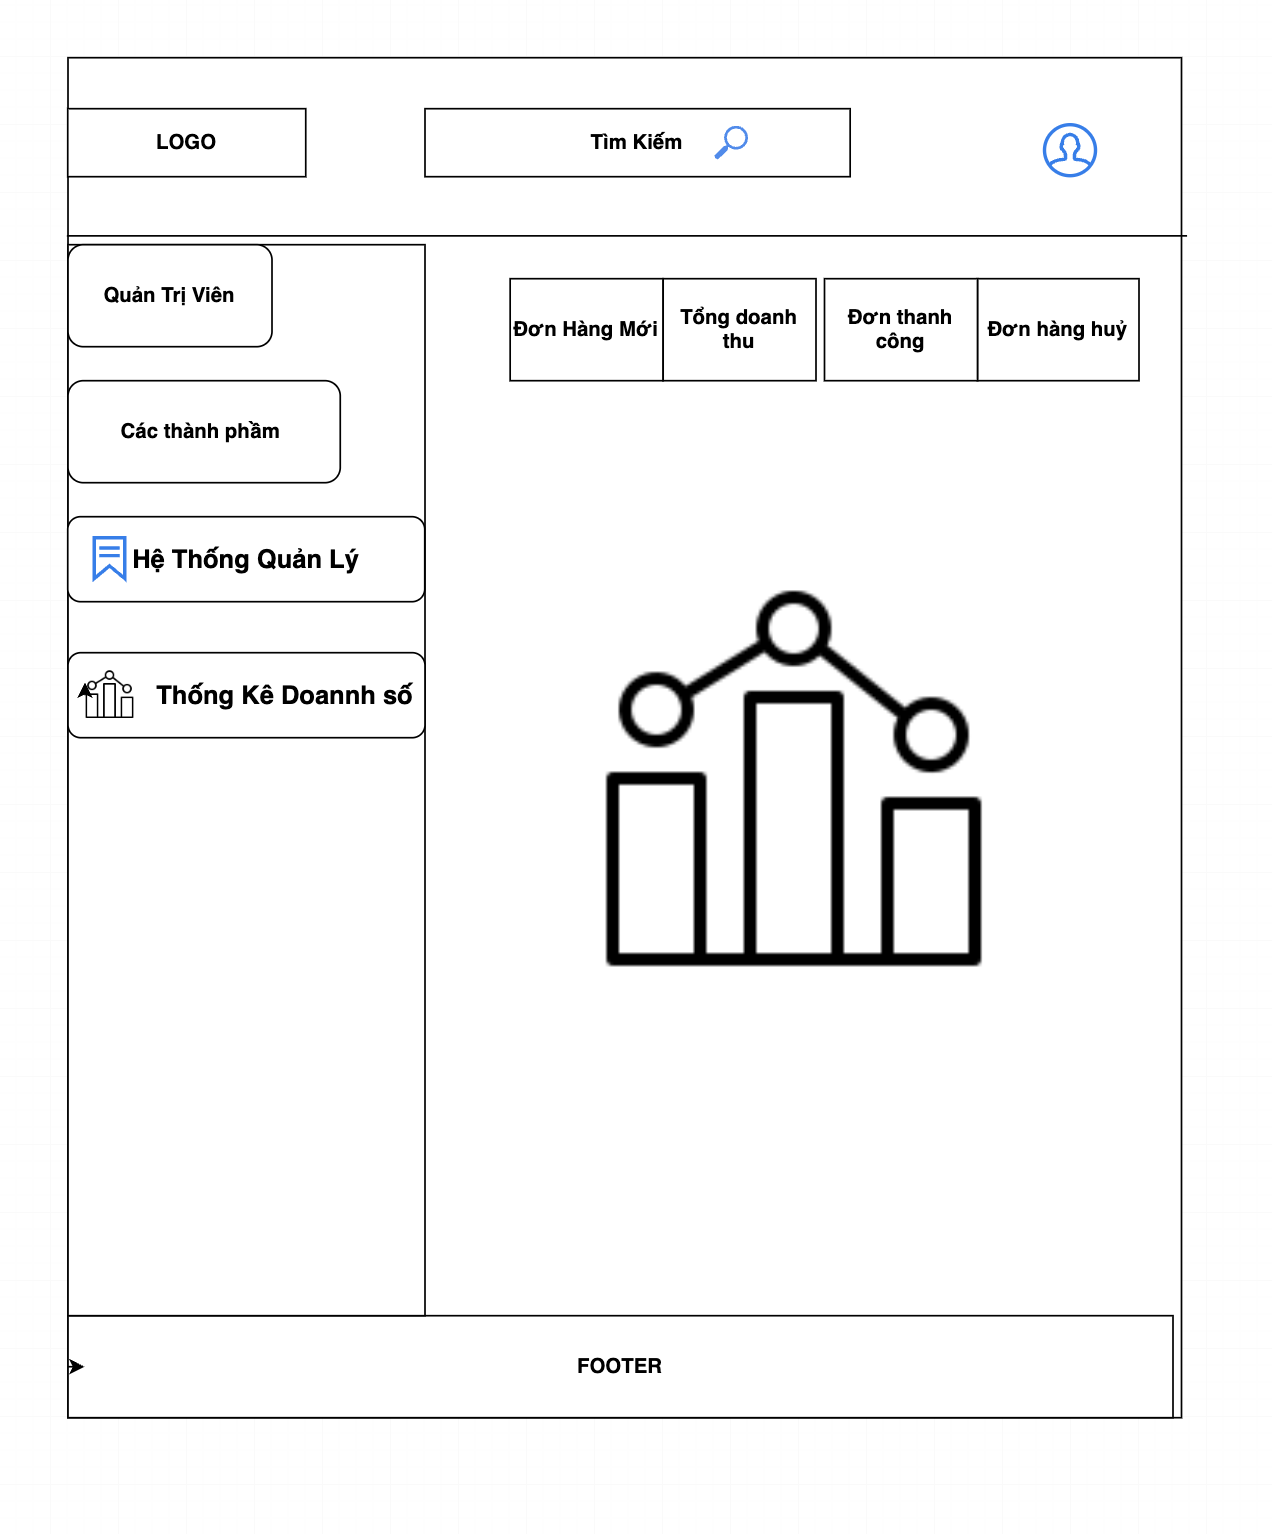 LOGO
Tìm Kiếm
Quản Trị Viên
Đơn Hàng Mới
Tổng doanh
thu
Đơn thanh
công
Đơn hàng huỷ
Các thành phầm
Hệ Thống Quản Lý
Thống Kê Doannh số
FOOTER